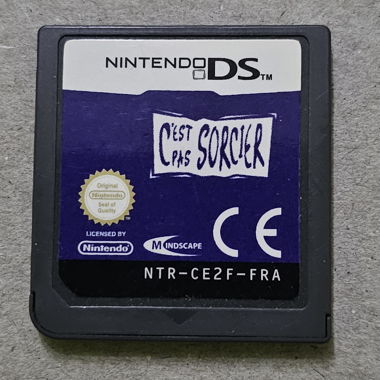 NINTENDO DS™
C'EST
PAS SORCIER
Original
Nintendo
Seal of
Quality
LICENSED BY
Nintendo
MINDSCAPE
CE
NTR-CE2F-FRA